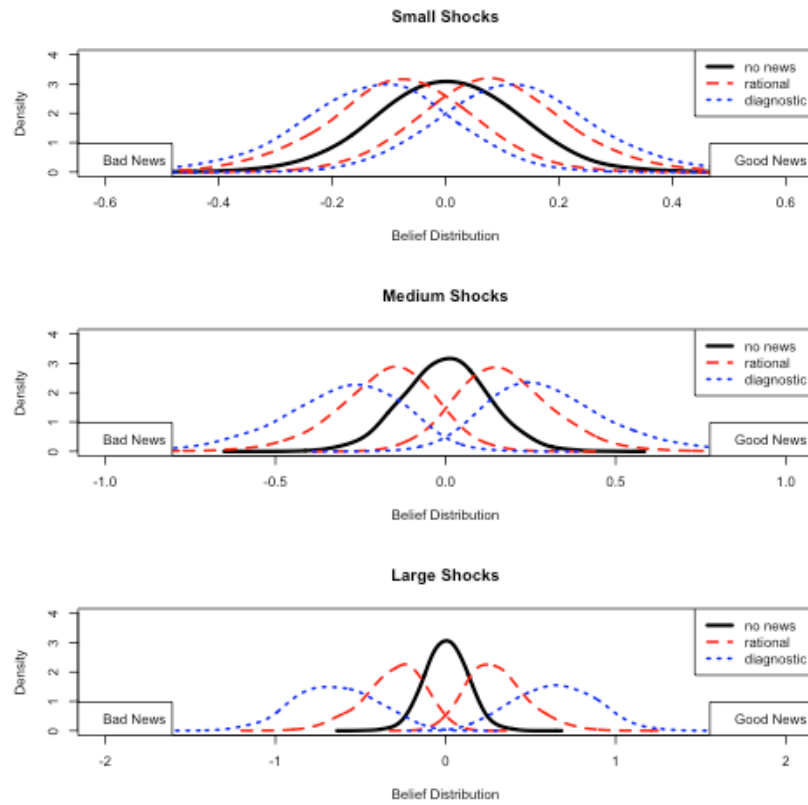 Small Shocks
4
3
2
1
0
Density
no news
rational
diagnostic
Bad News
Good News
-0.6 -0.4 -0.2 0.0 0.2 0.4 0.6
Belief Distribution
Medium Shocks
4
3
2
1
0
Density
no news
rational
diagnostic
Bad News
Good News
-1.0 -0.5 0.0 0.5 1.0
Belief Distribution
Large Shocks
4
3
2
1
0
Density
no news
rational
diagnostic
Bad News
Good News
-2 -1 0 1 2
Belief Distribution